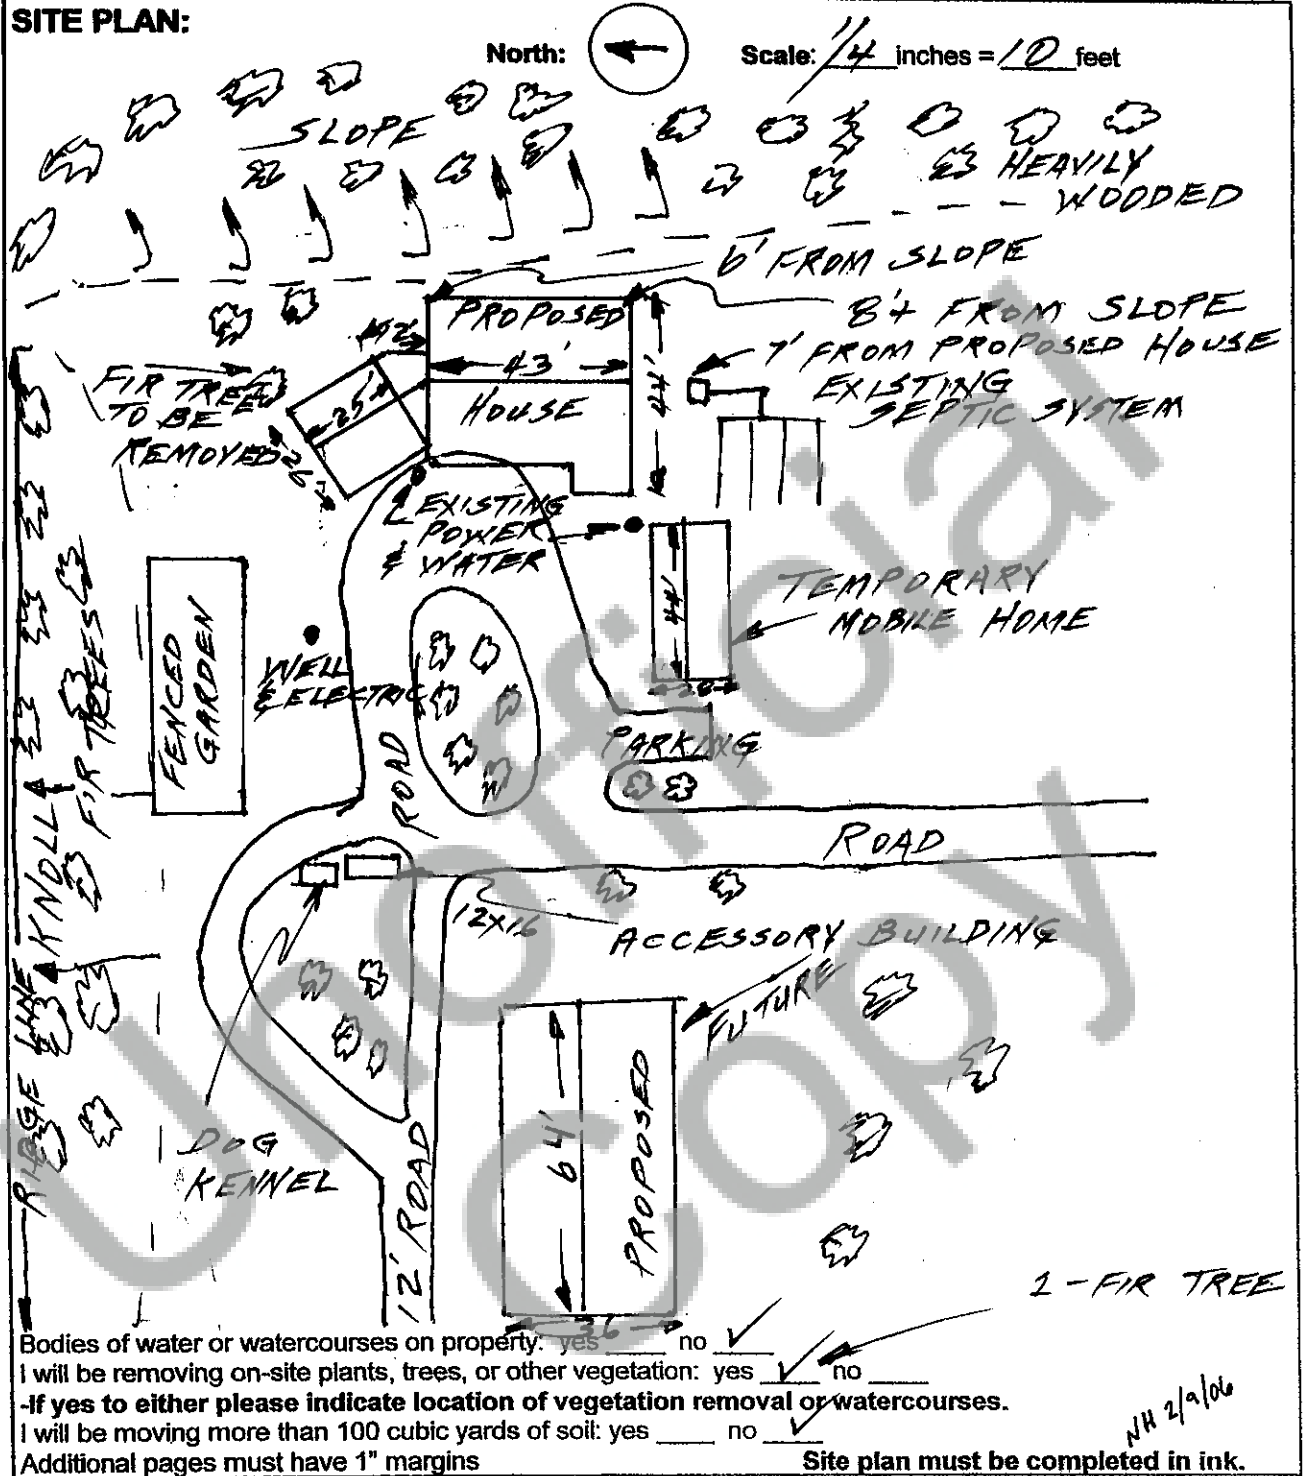 SITE PLAN:
North:
Scale: 1/4 inches = 10 feet
SLOPE
HEAVILY
WOODED
6' FROM SLOPE
8'+ FROM SLOPE
7' FROM PROPOSED HOUSE
EXISTING
SEPTIC SYSTEM
PROPOSED
43'
HOUSE
44'
FIR TREE
TO BE
REMOVED
25'
26'
EXISTING
POWER
& WATER
TEMPORARY
MOBILE HOME
44'
28
FENCED
GARDEN
WELL
& ELECTRIC
FIR TREES
KNOLL
RIDGE LINE
ROAD
PARKING
ROAD
12X16
ACCESSORY BUILDING
FUTURE
DOG
KENNEL
12' ROAD
64'
PROPOSED
36
1 - FIR TREE
Bodies of water or watercourses on property: yes ____ no ✓
I will be removing on-site plants, trees, or other vegetation: yes ✓ no ____
-If yes to either please indicate location of vegetation removal or watercourses.
I will be moving more than 100 cubic yards of soil: yes ____ no ✓
NH 2/9/06
Additional pages must have 1" margins
Site plan must be completed in ink.
Unofficial
Copy